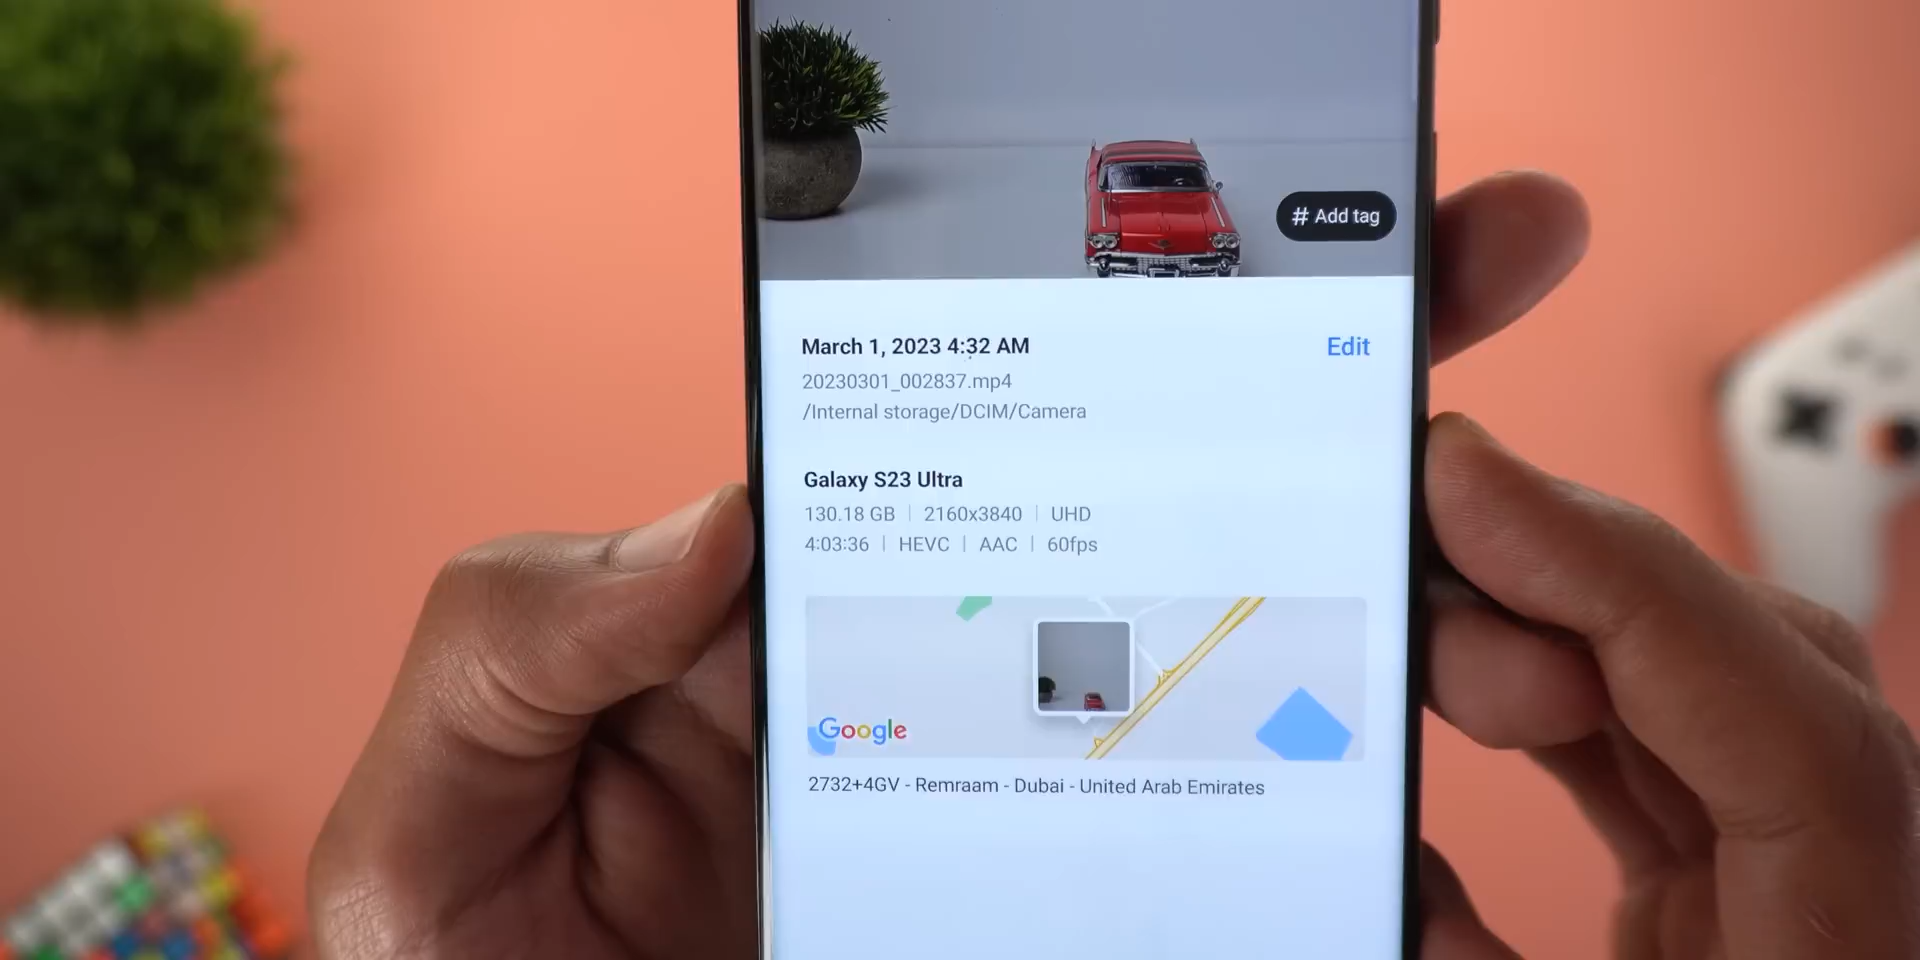 # Add tag
March 1, 2023 4:32 AM
Edit
20230301_002837.mp4
/Internal storage/DCIM/Camera
Galaxy S23 Ultra
130.18 GB | 2160x3840 | UHD
4:03:36 | HEVC | AAC | 60fps
Google
2732+4GV - Remraam - Dubai - United Arab Emirates